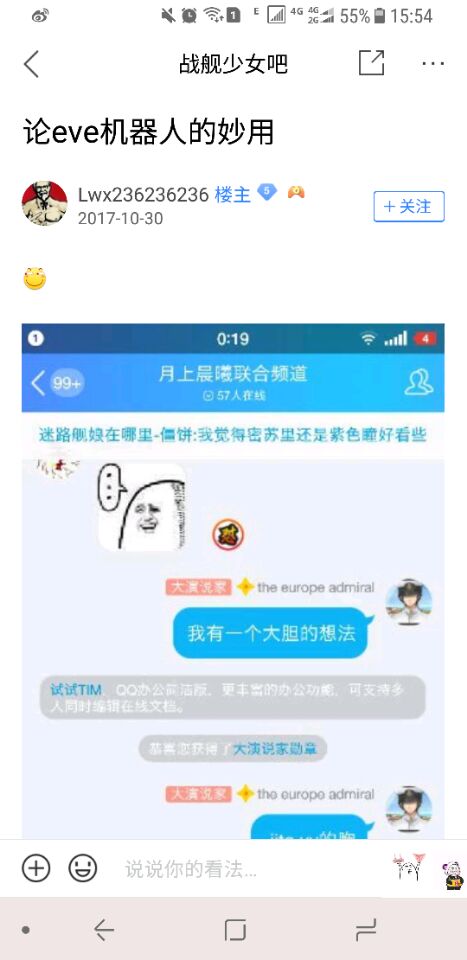 E 4G 4G 2G 1 55% 15:54
战舰少女吧
论eve机器人的妙用
Lwx236236236 楼主 5
2017-10-30
+ 关注
1 0:19 4
99+ 月上晨曦联合频道
57人在线
迷路舰娘在哪里-僵饼:我觉得密苏里还是紫色瞳好看些
大演说家 the europe admiral
我有一个大胆的想法
试试TIM，QQ办公简洁版，更丰富的办公功能，可支持多
人同时编辑在线文档。
恭喜您获得了大演说家勋章
大演说家 the europe admiral
说说你的看法...